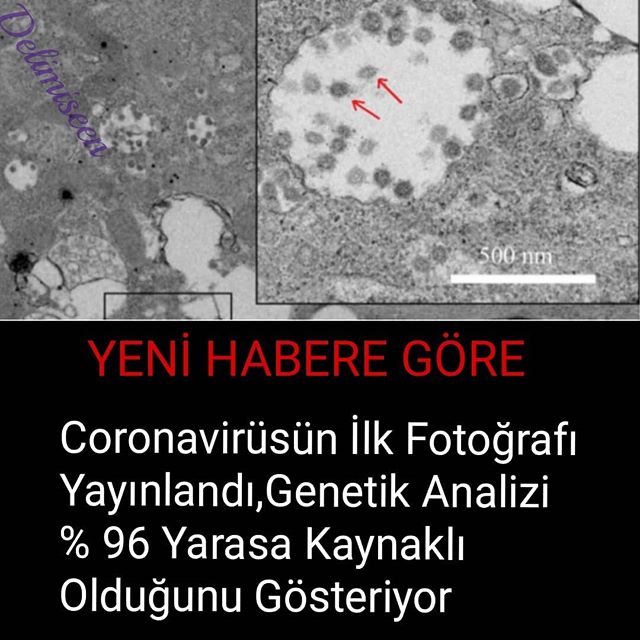 Delimiseen
500 nm
YENİ HABERE GÖRE
Coronavirüsün İlk Fotoğrafı
Yayınlandı,Genetik Analizi
% 96 Yarasa Kaynaklı
Olduğunu Gösteriyor